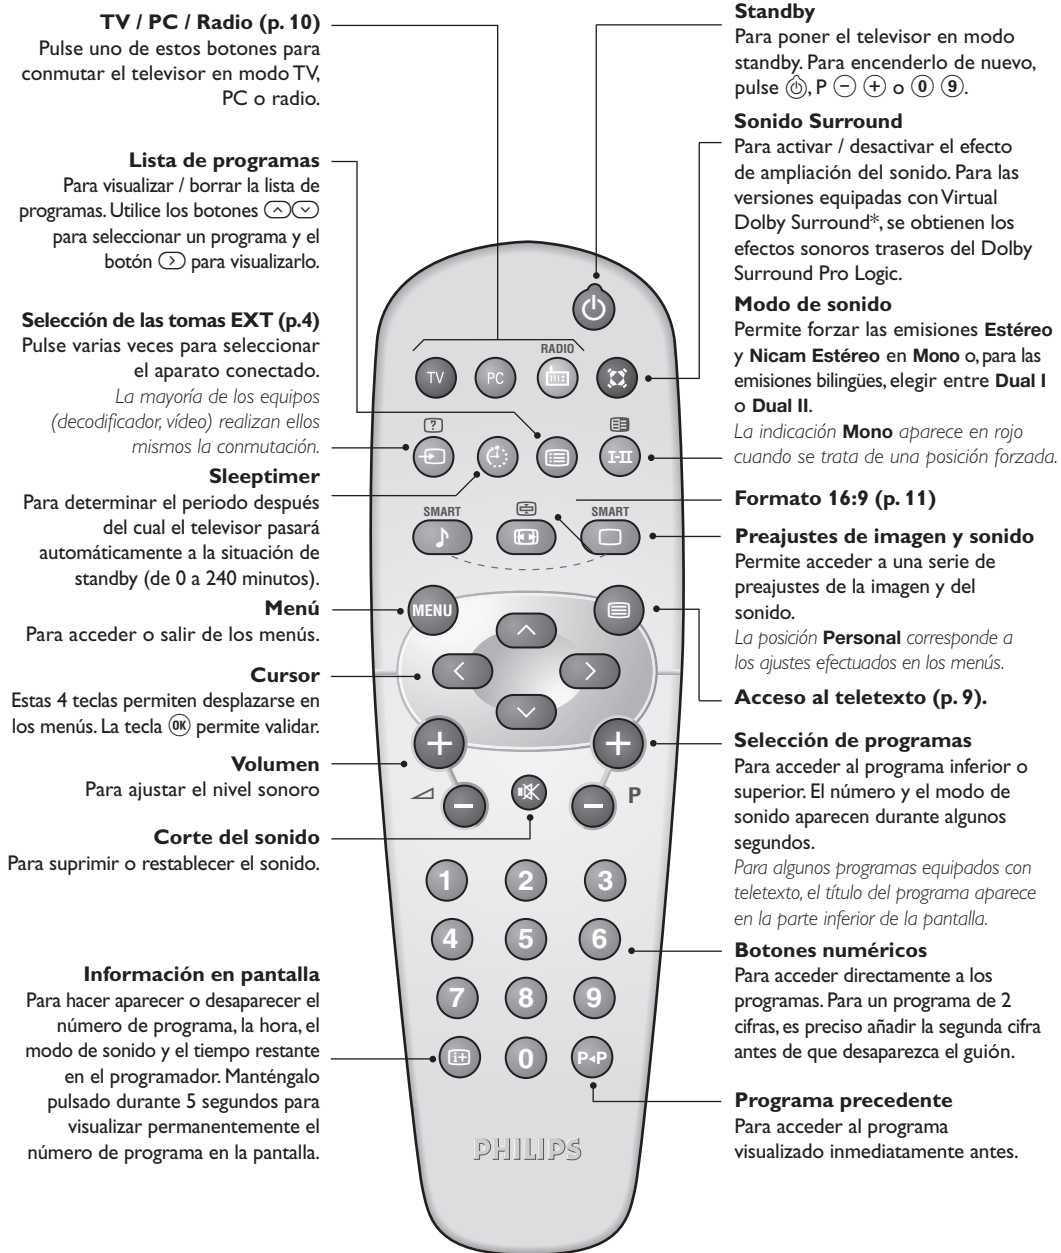 TV / PC / Radio (p. 10)
Pulse uno de estos botones para
conmutar el televisor en modo TV,
PC o radio.
Lista de programas
Para visualizar / borrar la lista de
programas. Utilice los botones
para seleccionar un programa y el
botón para visualizarlo.
Selección de las tomas EXT (p.4)
Pulse varias veces para seleccionar
el aparato conectado.
La mayoría de los equipos
(decodificador, vídeo) realizan ellos
mismos la conmutación.
Sleeptimer
Para determinar el periodo después
del cual el televisor pasará
automáticamente a la situación de
standby (de 0 a 240 minutos).
Menú
Para acceder o salir de los menús.
Cursor
Estas 4 teclas permiten desplazarse en
los menús. La tecla OK permite validar.
Volumen
Para ajustar el nivel sonoro
Corte del sonido
Para suprimir o restablecer el sonido.
Información en pantalla
Para hacer aparecer o desaparecer el
número de programa, la hora, el
modo de sonido y el tiempo restante
en el programador. Manténgalo
pulsado durante 5 segundos para
visualizar permanentemente el
número de programa en la pantalla.
RADIO
TV PC
?
I-II
SMART SMART
MENU
+ +
- - P
1 2 3
4 5 6
7 8 9
i+ 0 P◂P
PHILIPS
Standby
Para poner el televisor en modo
standby. Para encenderlo de nuevo,
pulse ⏻, P - + o 0 9.
Sonido Surround
Para activar / desactivar el efecto
de ampliación del sonido. Para las
versiones equipadas con Virtual
Dolby Surround*, se obtienen los
efectos sonoros traseros del Dolby
Surround Pro Logic.
Modo de sonido
Permite forzar las emisiones Estéreo
y Nicam Estéreo en Mono o, para las
emisiones bilingües, elegir entre Dual I
o Dual II.
La indicación Mono aparece en rojo
cuando se trata de una posición forzada.
Formato 16:9 (p. 11)
Preajustes de imagen y sonido
Permite acceder a una serie de
preajustes de la imagen y del
sonido.
La posición Personal corresponde a
los ajustes efectuados en los menús.
Acceso al teletexto (p. 9).
Selección de programas
Para acceder al programa inferior o
superior. El número y el modo de
sonido aparecen durante algunos
segundos.
Para algunos programas equipados con
teletexto, el título del programa aparece
en la parte inferior de la pantalla.
Botones numéricos
Para acceder directamente a los
programas. Para un programa de 2
cifras, es preciso añadir la segunda cifra
antes de que desaparezca el guión.
Programa precedente
Para acceder al programa
visualizado inmediatamente antes.